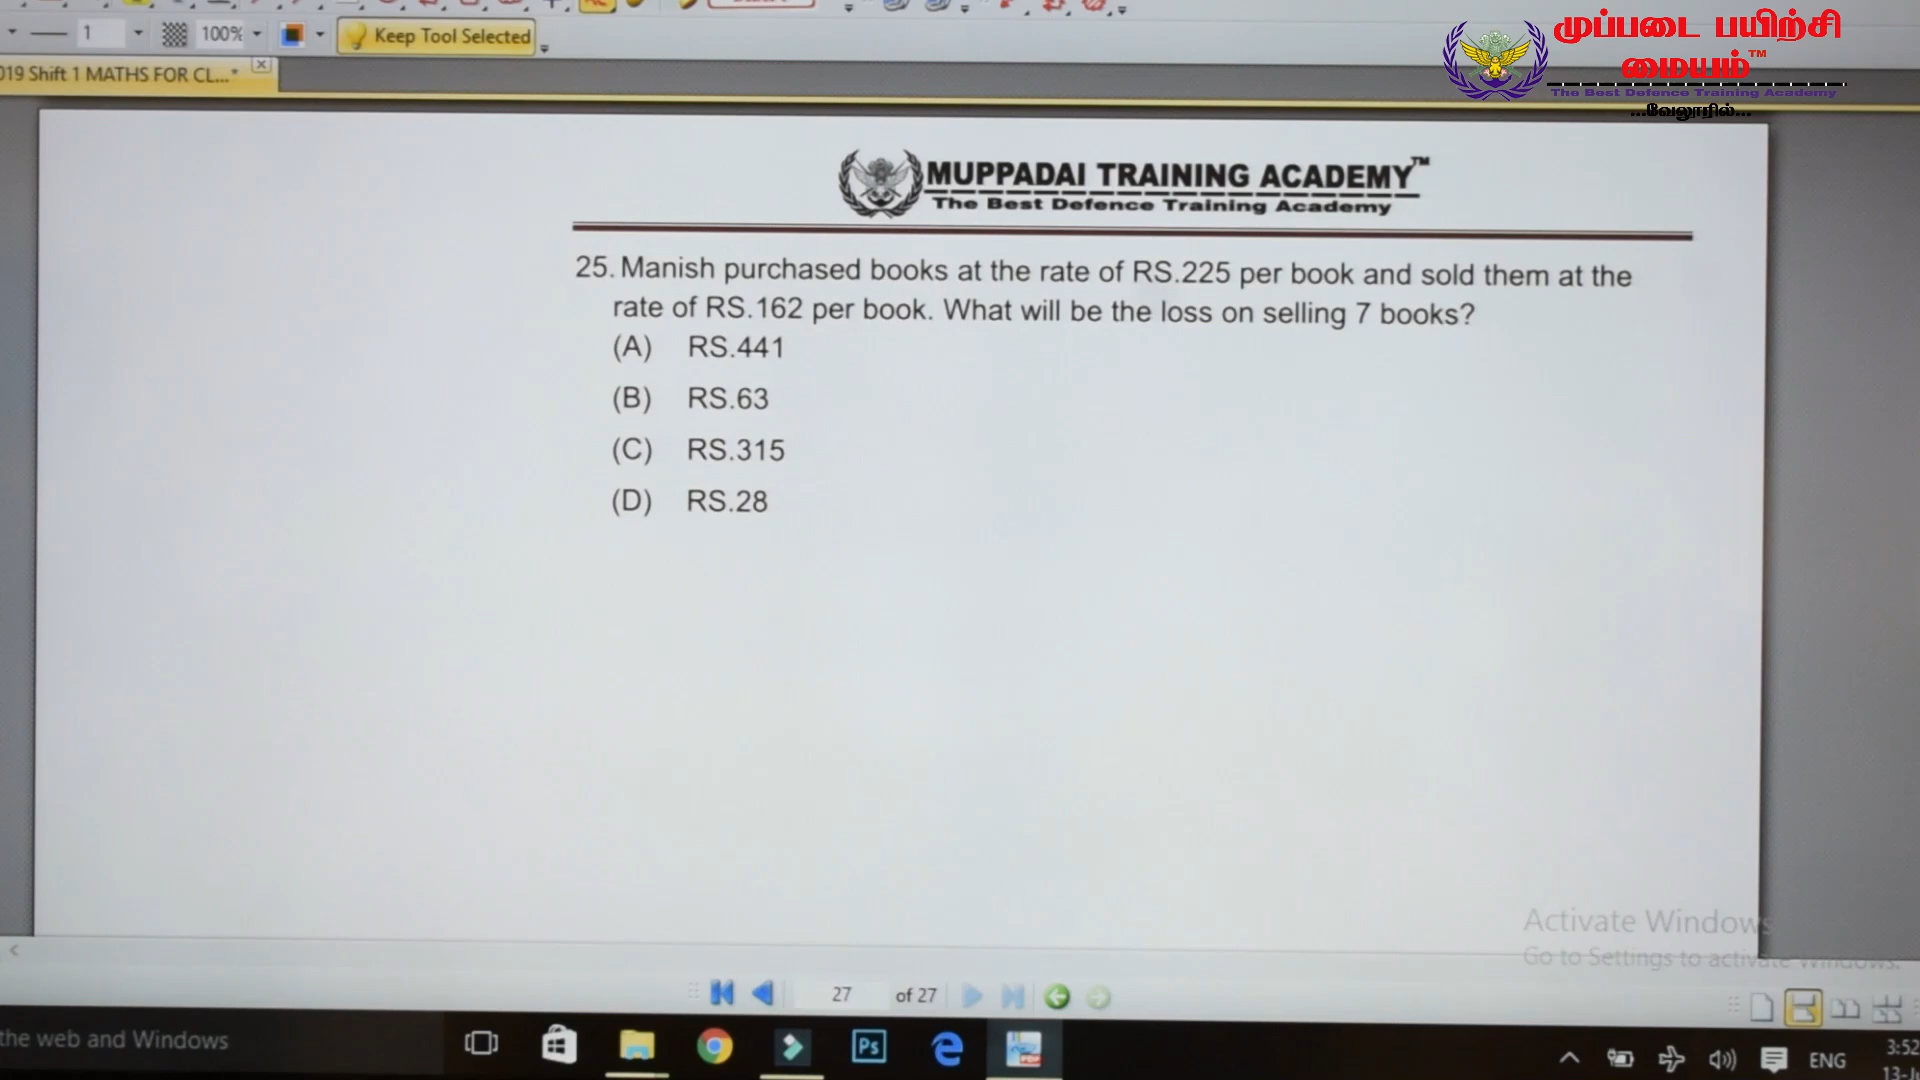 1
100%
Keep Tool Selected
019 Shift 1 MATHS FOR CL...*
முப்படை பயிற்சி
மையம்™
The Best Defence Training Academy
...வேலூரில்...
MUPPADAI TRAINING ACADEMY™
The Best Defence Training Academy
25. Manish purchased books at the rate of RS.225 per book and sold them at the
rate of RS.162 per book. What will be the loss on selling 7 books?
(A) RS.441
(B) RS.63
(C) RS.315
(D) RS.28
Activate Windows
Go to Settings to activate Windows.
27 of 27
the web and Windows
Ps
PDF
ENG
3:52